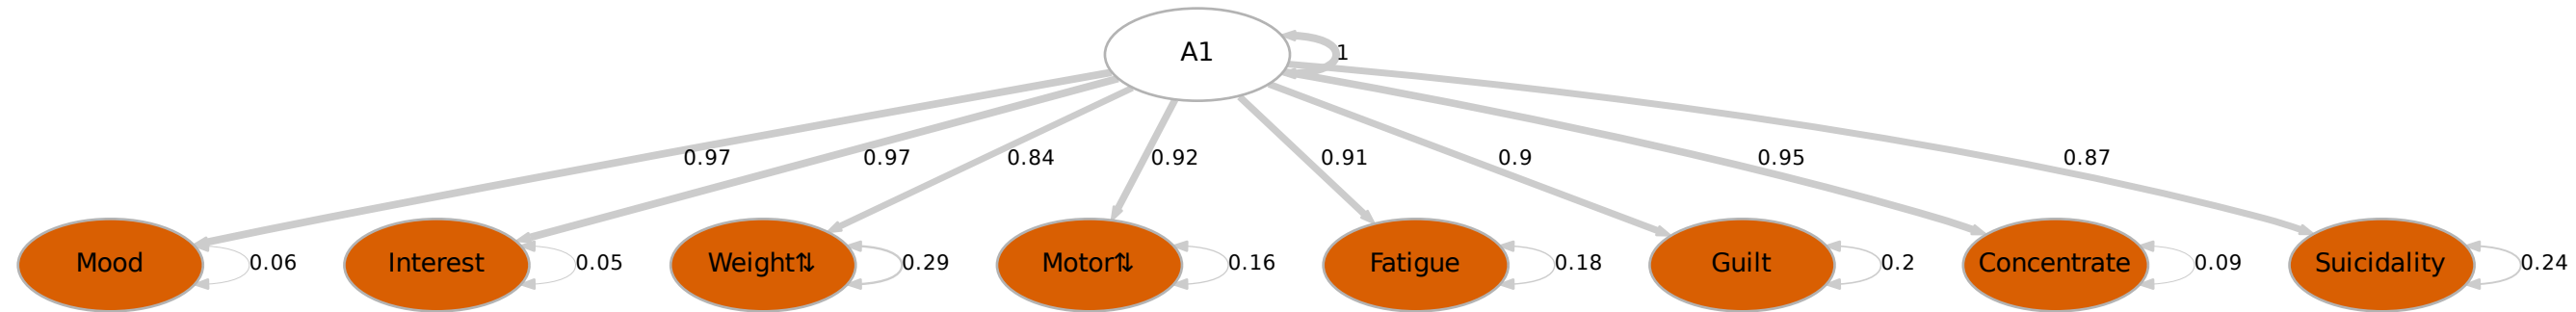 A1
1
0.97 0.97 0.84 0.92 0.91 0.9 0.95 0.87
Mood 0.06 Interest 0.05 Weight⇅ 0.29 Motor⇅ 0.16 Fatigue 0.18 Guilt 0.2 Concentrate 0.09 Suicidality 0.24